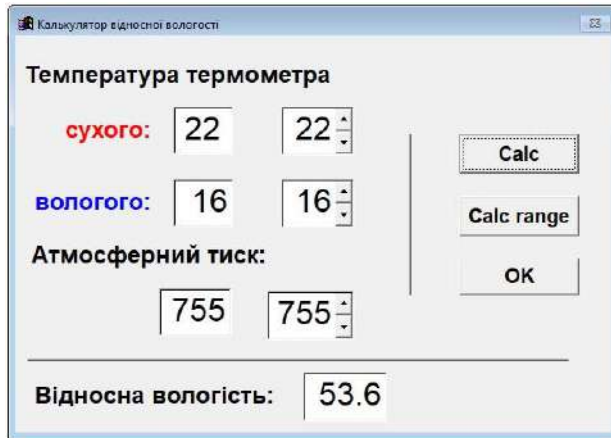 Калькулятор відносної вологості
Температура термометра
сухого: 22 22
Calc
вологого: 16 16
Calc range
Атмосферний тиск:
OK
755 755
Відносна вологість: 53.6